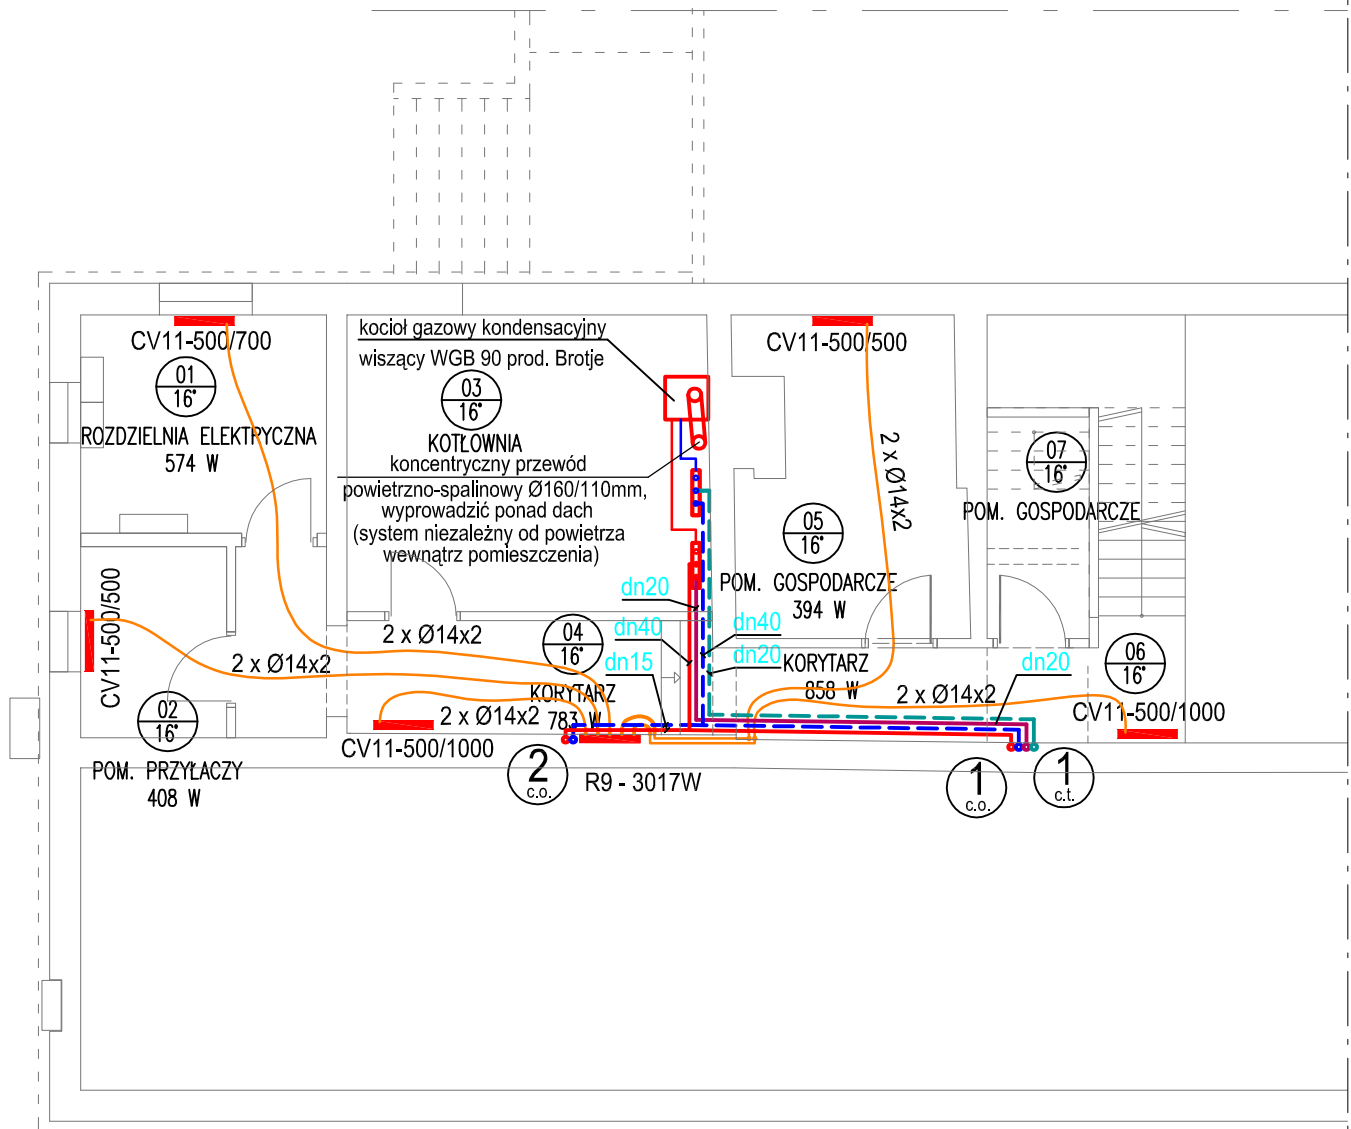 kocioł gazowy kondensacyjny
wiszący WGB 90 prod. Brotje
CV11-500/700
01
16°
ROZDZIELNIA ELEKTRYCZNA
574 W
03
16°
KOTŁOWNIA
koncentryczny przewód
powietrzno-spalinowy Ø160/110mm,
wyprowadzić ponad dach
(system niezależny od powietrza
wewnątrz pomieszczenia)
CV11-500/500
2 x Ø14x2
05
16°
POM. GOSPODARCZE
394 W
07
16°
POM. GOSPODARCZE
CV11-500/500
02
16°
POM. PRZYŁACZY
408 W
2 x Ø14x2
2 x Ø14x2
04
16°
KORYTARZ
783 W
2 x Ø14x2
CV11-500/1000
dn20
dn40
dn15
dn40
dn20
KORYTARZ
858 W
2 x Ø14x2
dn20
06
16°
CV11-500/1000
2
c.o.
R9 - 3017W
1
c.o.
1
c.t.